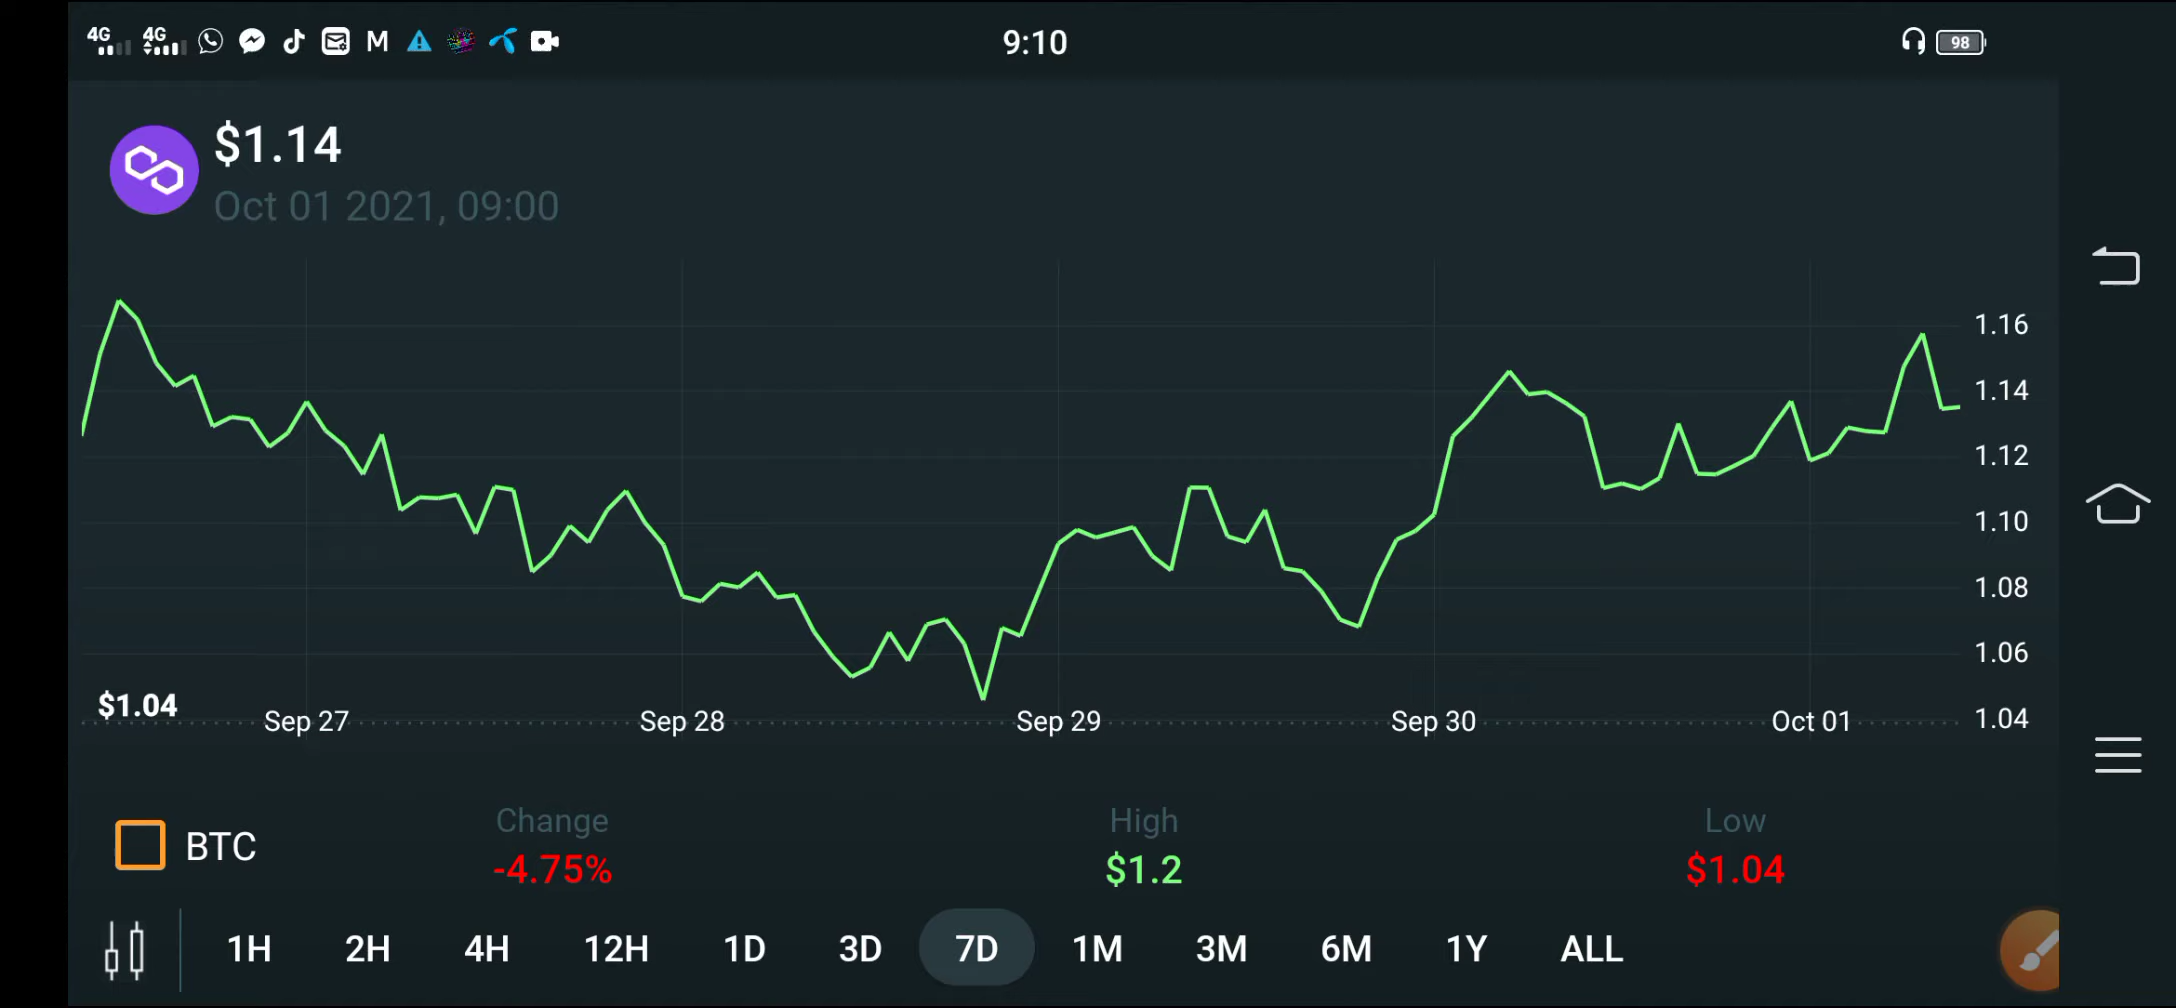 4G 4G M 9:10 98
$1.14
Oct 01 2021, 09:00
1.16
1.14
1.12
1.10
1.08
1.06
$1.04
Sep 27 Sep 28 Sep 29 Sep 30 Oct 01 1.04
Change High Low
BTC -4.75% $1.2 $1.04
1H 2H 4H 12H 1D 3D 7D 1M 3M 6M 1Y ALL